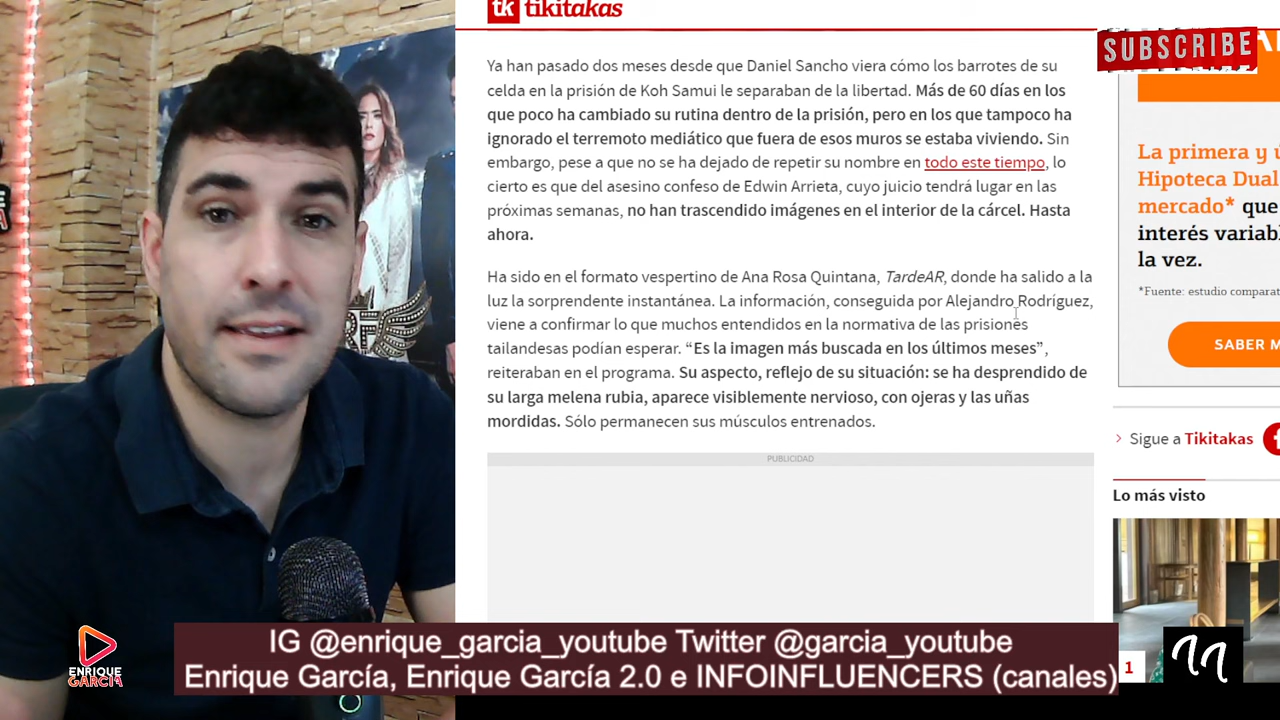 tk tikitakas
SUBSCRIBE
Ya han pasado dos meses desde que Daniel Sancho viera cómo los barrotes de su
celda en la prisión de Koh Samui le separaban de la libertad. Más de 60 días en los
que poco ha cambiado su rutina dentro de la prisión, pero en los que tampoco ha
ignorado el terremoto mediático que fuera de esos muros se estaba viviendo. Sin
embargo, pese a que no se ha dejado de repetir su nombre en todo este tiempo, lo
cierto es que del asesino confeso de Edwin Arrieta, cuyo juicio tendrá lugar en las
próximas semanas, no han trascendido imágenes en el interior de la cárcel. Hasta
ahora.
Ha sido en el formato vespertino de Ana Rosa Quintana, TardeAR, donde ha salido a la
luz la sorprendente instantánea. La información, conseguida por Alejandro Rodríguez,
viene a confirmar lo que muchos entendidos en la normativa de las prisiones
tailandesas podían esperar. “Es la imagen más buscada en los últimos meses”,
reiteraban en el programa. Su aspecto, reflejo de su situación: se ha desprendido de
su larga melena rubia, aparece visiblemente nervioso, con ojeras y las uñas
mordidas. Sólo permanecen sus músculos entrenados.
PUBLICIDAD
La primera y ú
Hipoteca Dual
mercado* que
interés variab
la vez.
*Fuente: estudio comparat
SABER M
Sigue a Tikitakas
Lo más visto
1
ENRIQUE
GARCÍA
IG @enrique_garcia_youtube Twitter @garcia_youtube
Enrique García, Enrique García 2.0 e INFOINFLUENCERS (canales)